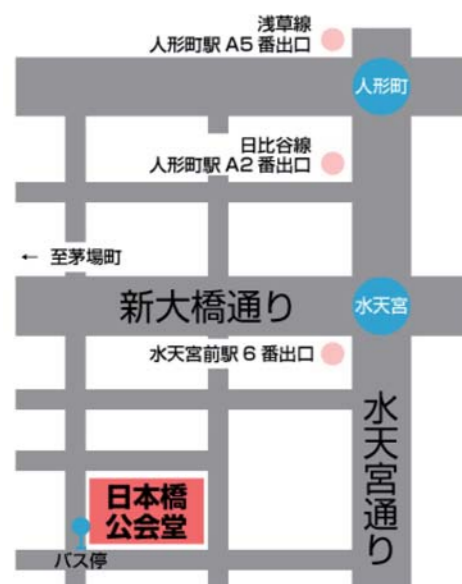 浅草線
人形町駅 A5 番出口
人形町
日比谷線
人形町駅 A2 番出口
← 至茅場町
新大橋通り
水天宮
水天宮前駅 6 番出口
水天宮通り
日本橋
公会堂
バス停